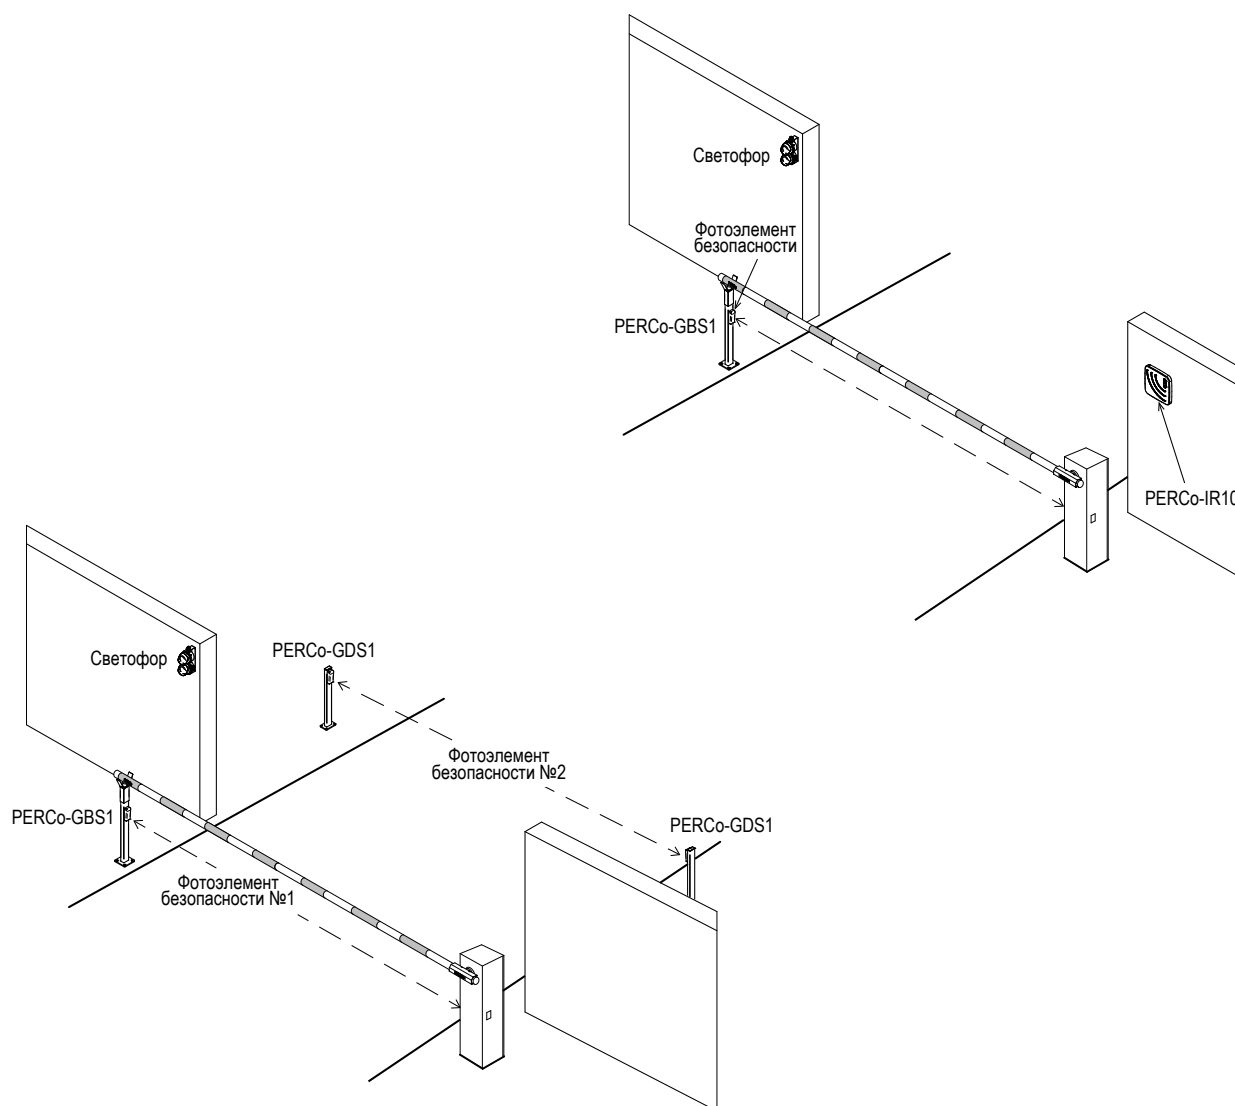 Светофор
Фотоэлемент
безопасности
PERCo-GBS1
PERCo-IR10
Светофор
PERCo-GDS1
Фотоэлемент
безопасности №2
PERCo-GBS1
PERCo-GDS1
Фотоэлемент
безопасности №1